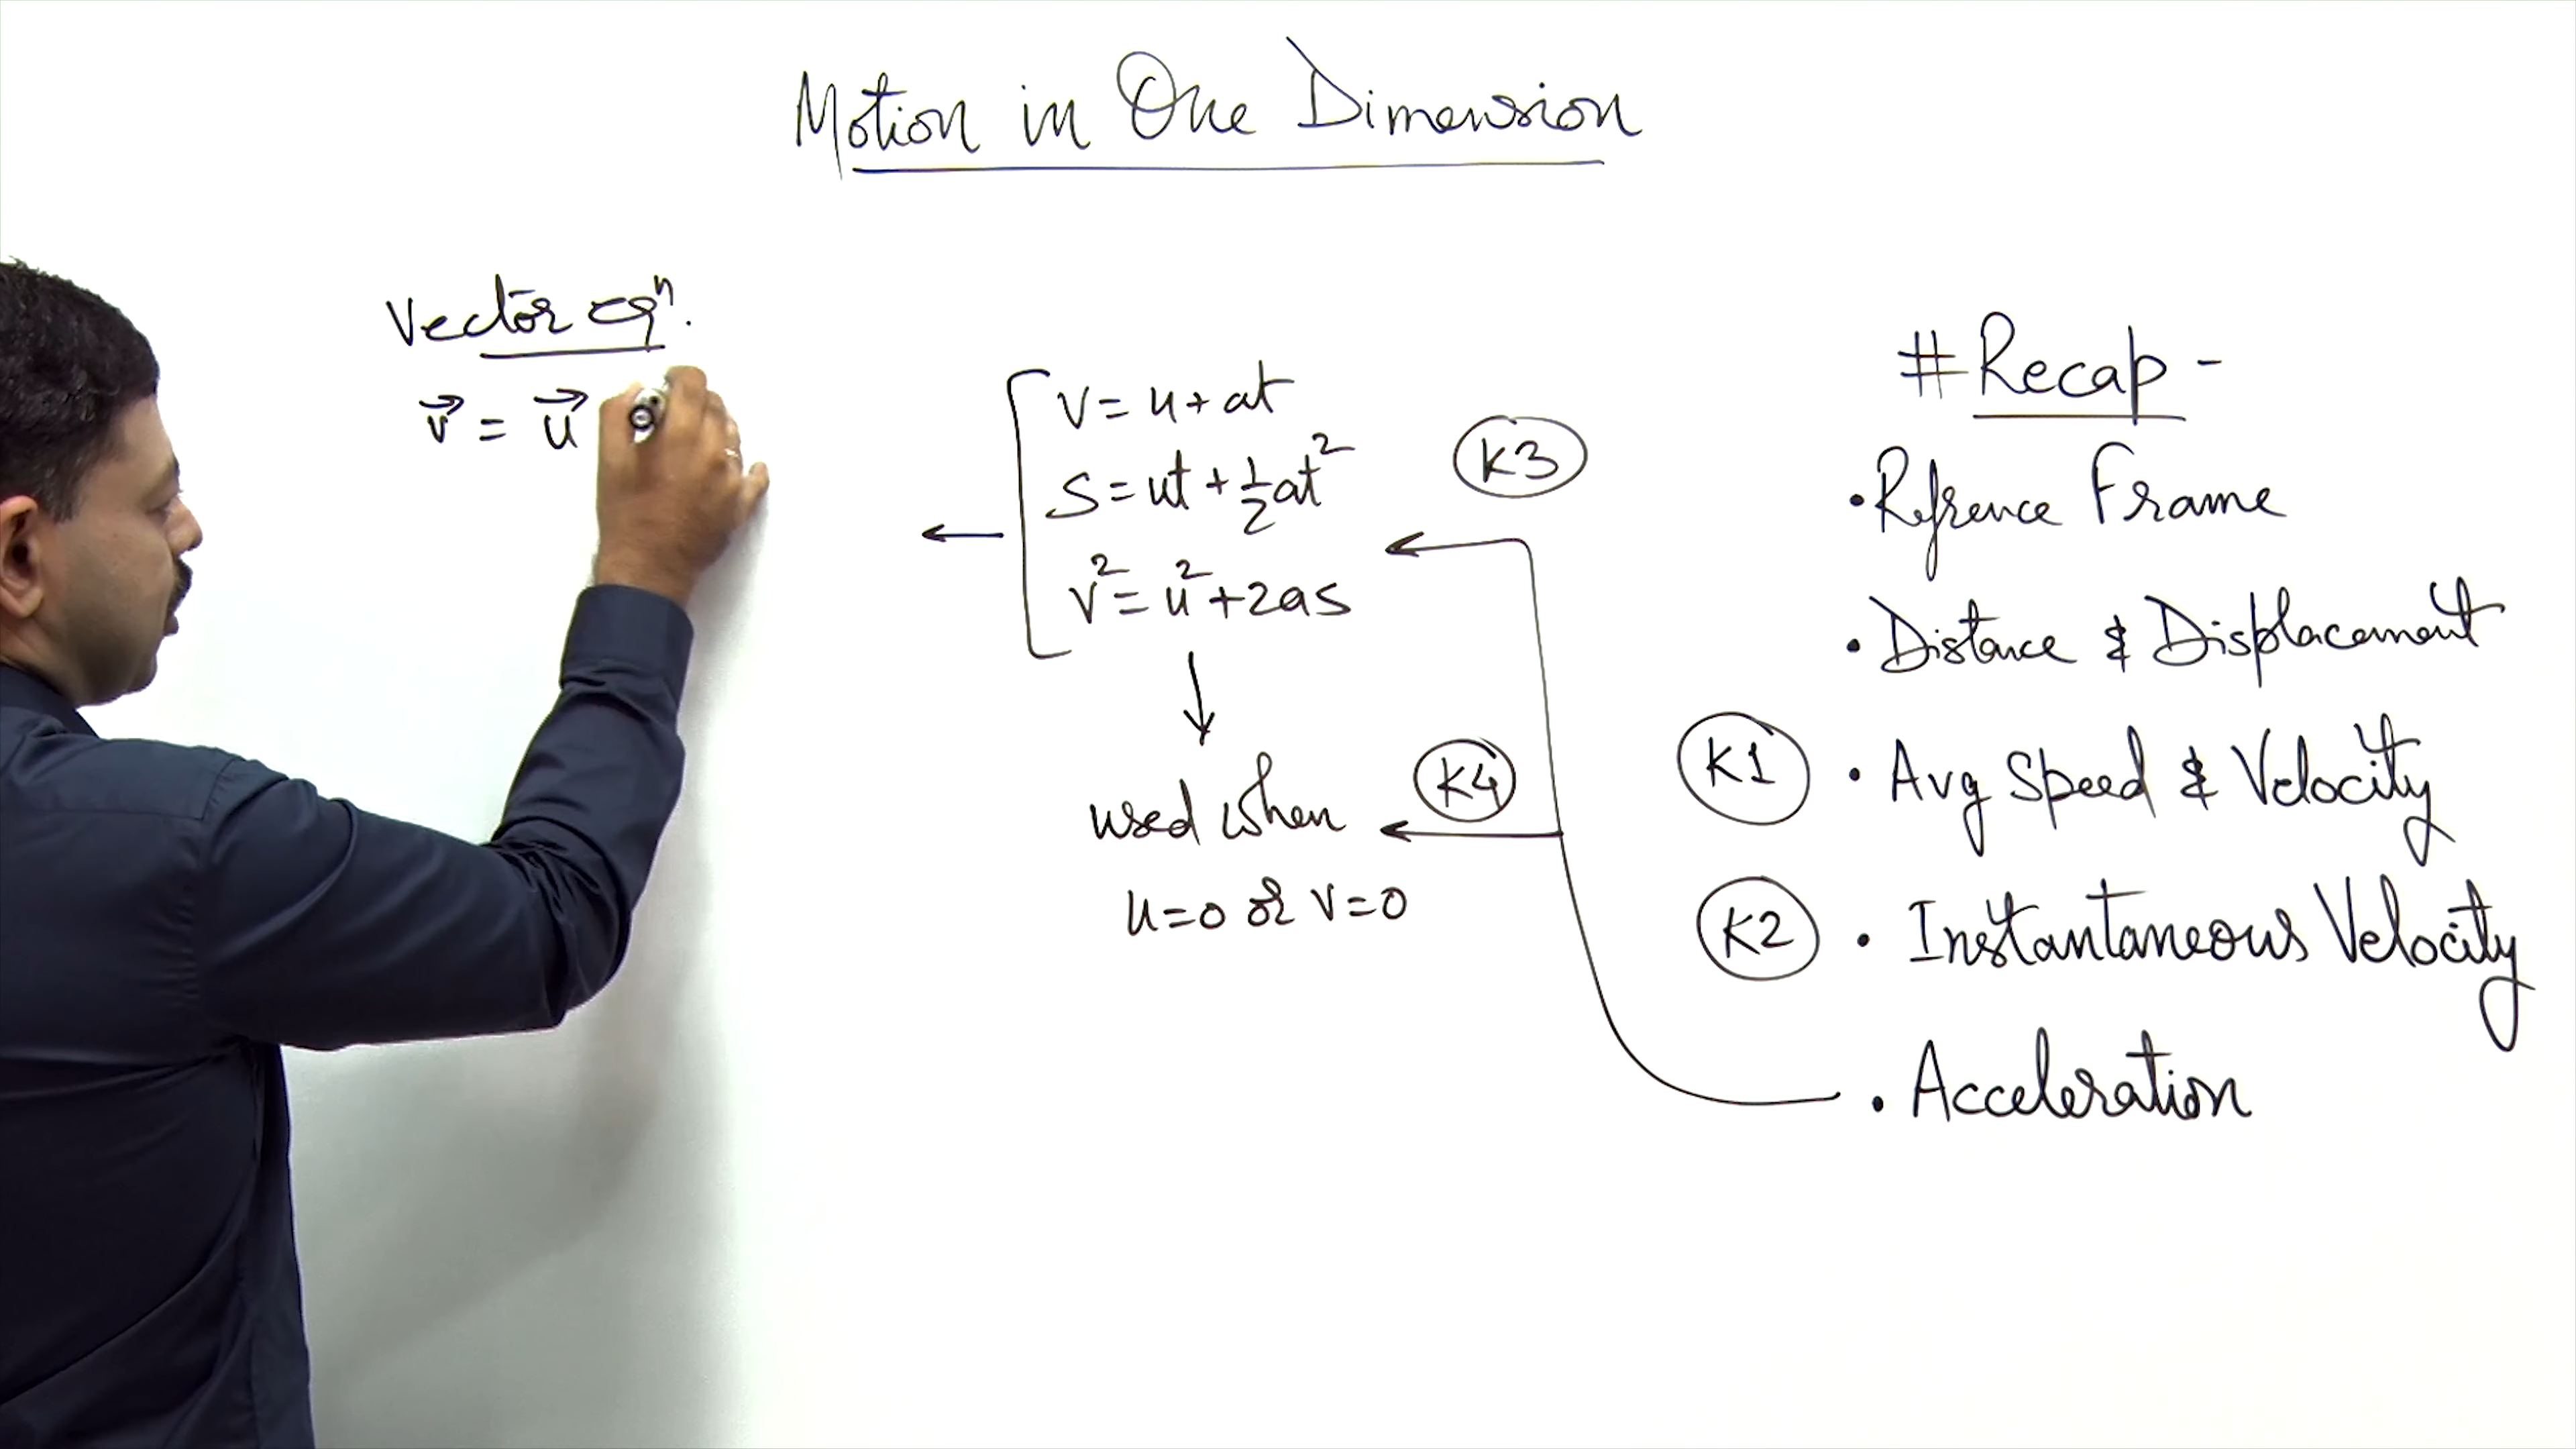 Motion in One Dimension
Vector eqⁿ.
v⃗ = u⃗
v = u + at
s = ut + ½at²
v² = u² + 2as
K3
used when
u=0 or v=0
K4
# Recap -
• Refrence Frame
• Distance & Displacement
K1 • Avg Speed & Velocity
K2 • Instantaneous Velocity
• Acceleration